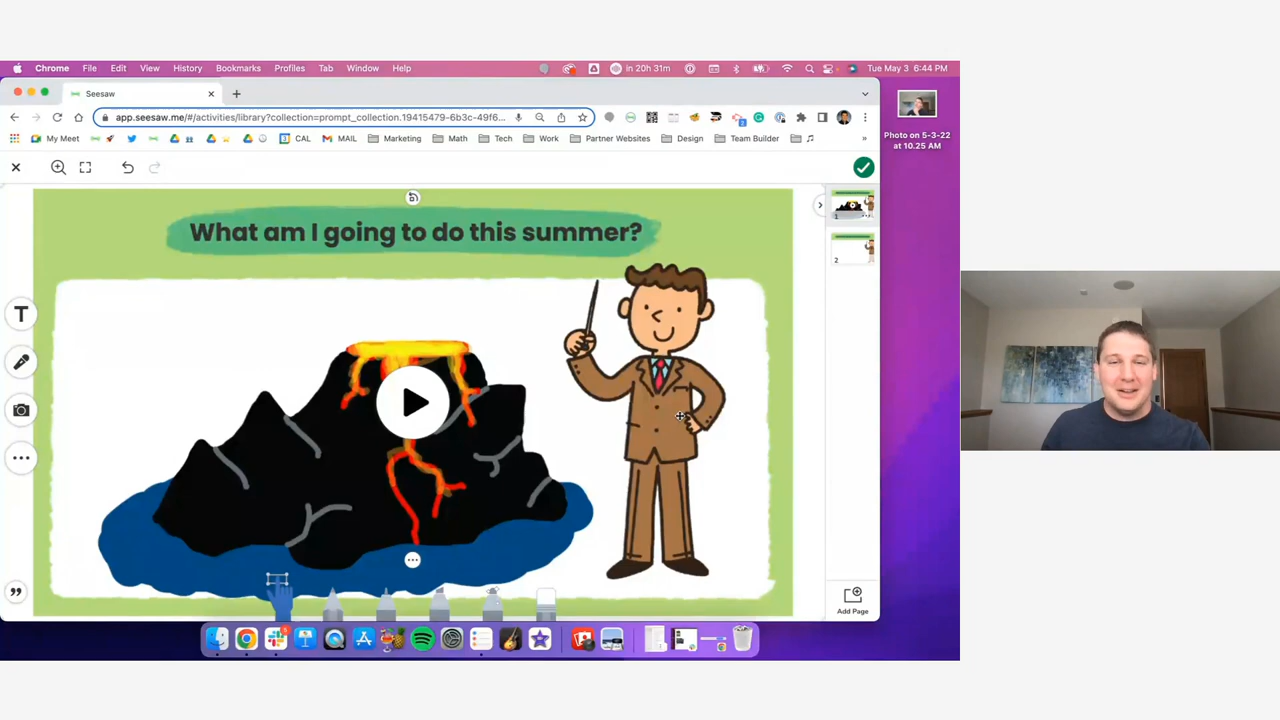 Chrome File Edit View History Bookmarks Profiles Tab Window Help in 20h 31m Tue May 3 6:44 PM
Seesaw
app.seesaw.me/#/activities/library?collection=prompt_collection.19415479-6b3c-49f6...
My Meet CAL MAIL Marketing Math Tech Work Partner Websites Design Team Builder »
Photo on 5-3-22
at 10.25 AM
What am I going to do this summer?
T
1
2
Add Page